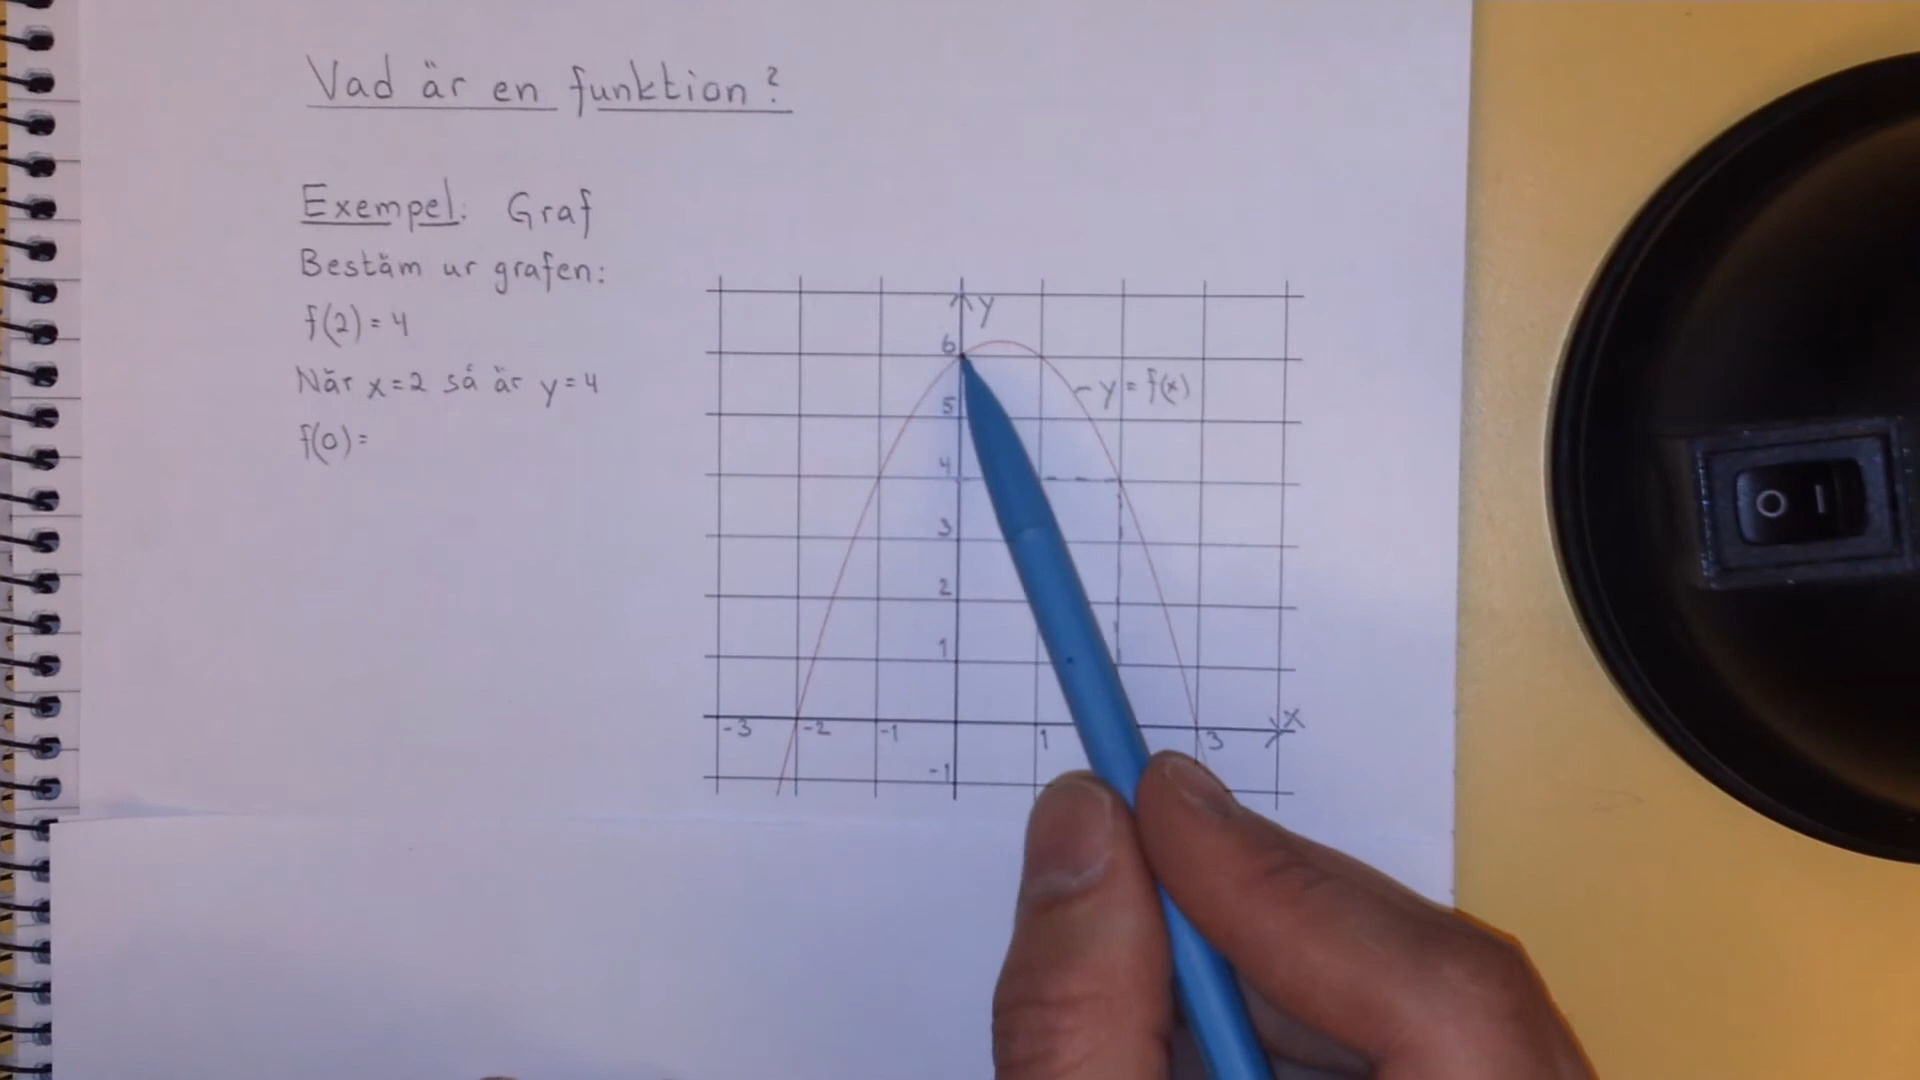 Vad är en funktion?
Exempel: Graf
Bestäm ur grafen:
f(2) = 4
När x=2 så är y=4
f(0) =
y
6
y = f(x)
5
4
3
2
1
-3 -2 -1 1 3 x
-1
O I